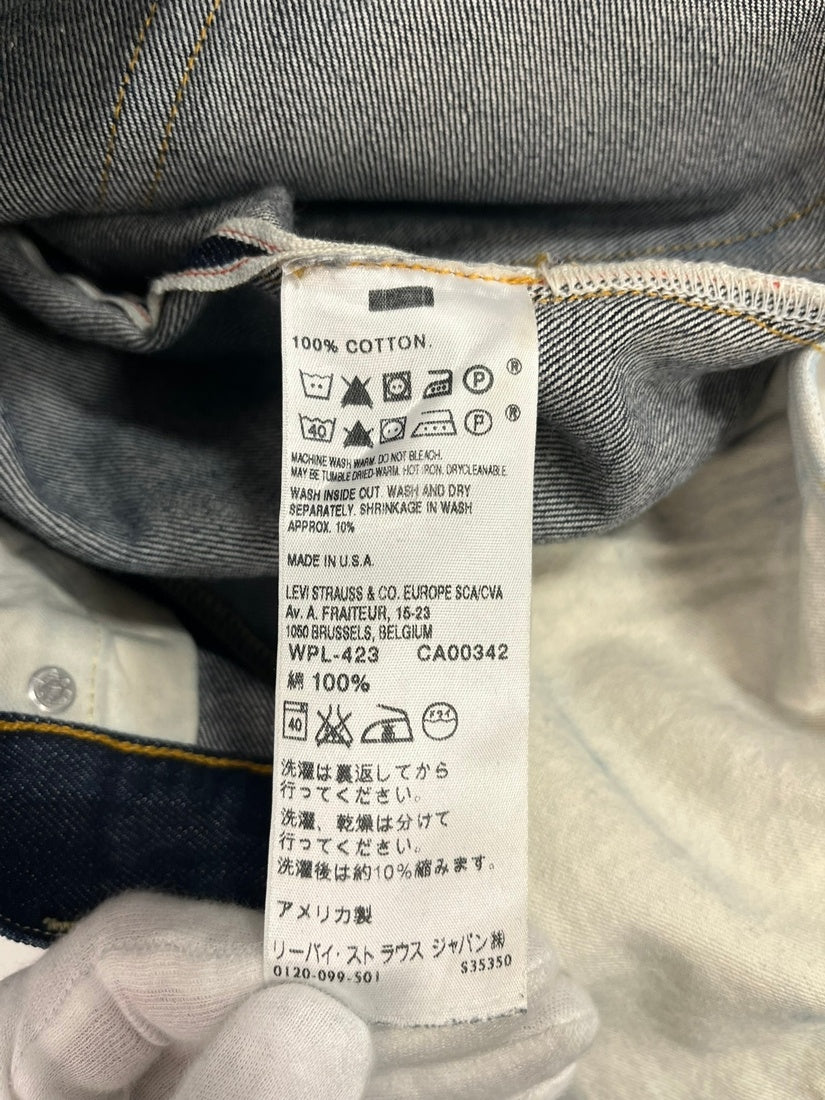 100% COTTON.
P ®
40 P ®
MACHINE WASH WARM. DO NOT BLEACH.
MAY BE TUMBLE DRIED-WARM. HOT IRON. DRYCLEANABLE.
WASH INSIDE OUT. WASH AND DRY
SEPARATELY. SHRINKAGE IN WASH
APPROX. 10%
MADE IN U.S.A.
LEVI STRAUSS & CO. EUROPE SCA/CVA
Av. A. FRAITEUR, 15-23
1050 BRUSSELS, BELGIUM
WPL-423 CA00342
綿 100%
40 ドライ
洗濯は裏返してから
行ってください。
洗濯、乾燥は分けて
行ってください。
洗濯後は約10%縮みます。
アメリカ製
リーバイ・ストラウス ジャパン㈱
0120-099-501 S35350